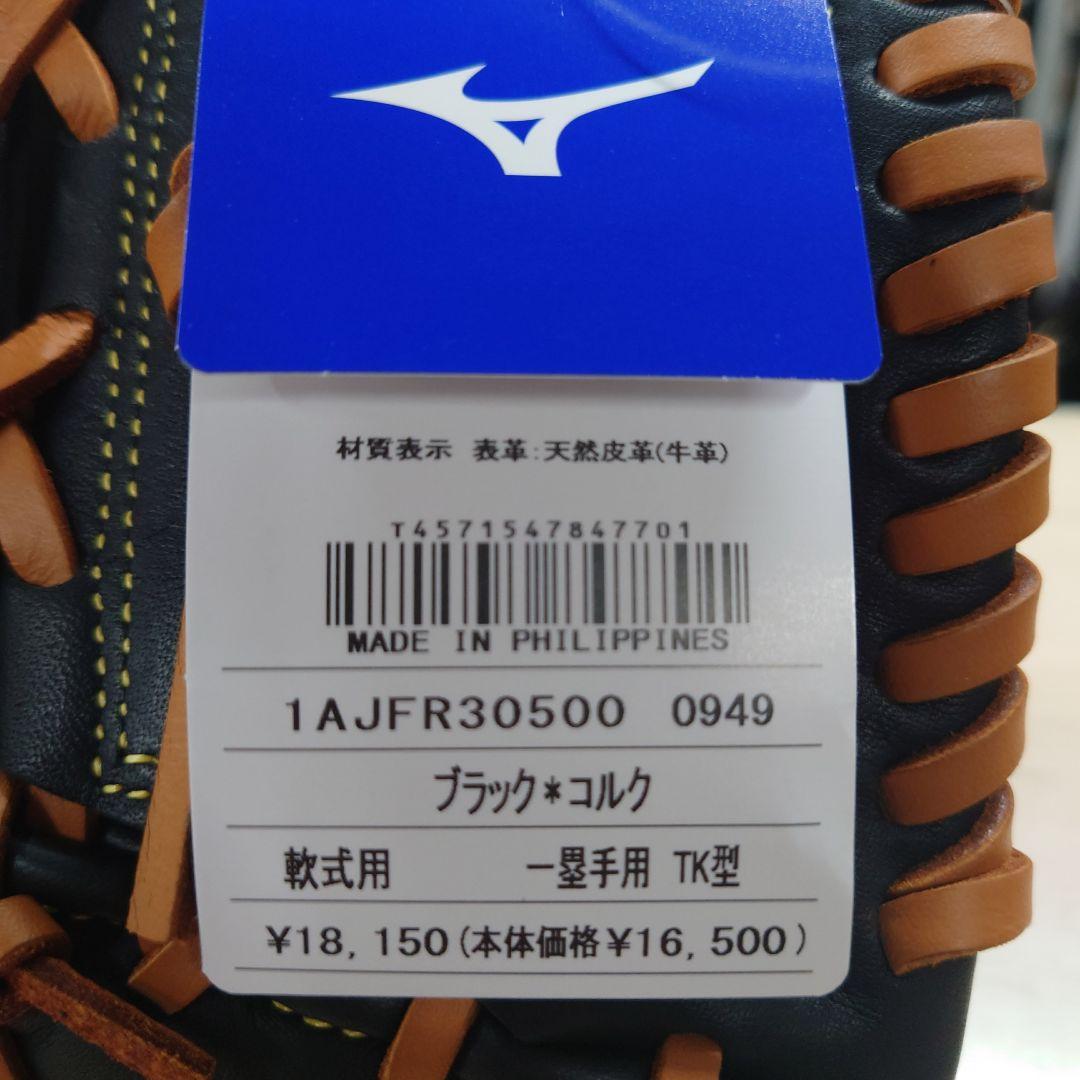 材質表示 表革:天然皮革(牛革)
T4571547847701
MADE IN PHILIPPINES
1AJFR30500 0949
ブラック*コルク
軟式用 一塁手用 TK型
¥18,150(本体価格¥16,500)